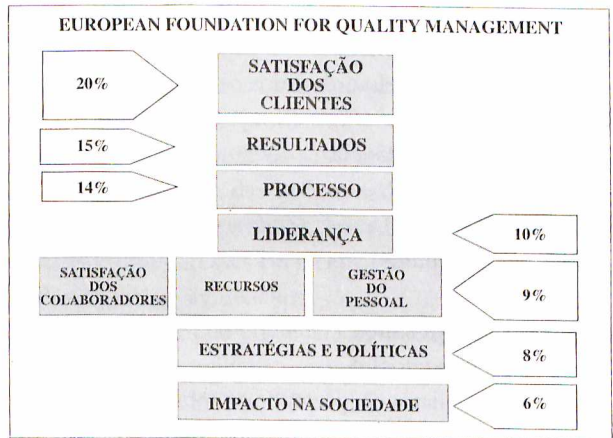 EUROPEAN FOUNDATION FOR QUALITY MANAGEMENT
20%
SATISFAÇÃO
DOS
CLIENTES
15%
RESULTADOS
14%
PROCESSO
LIDERANÇA
10%
SATISFAÇÃO
DOS
COLABORADORES
RECURSOS
GESTÃO
DO
PESSOAL
9%
ESTRATÉGIAS E POLÍTICAS
8%
IMPACTO NA SOCIEDADE
6%